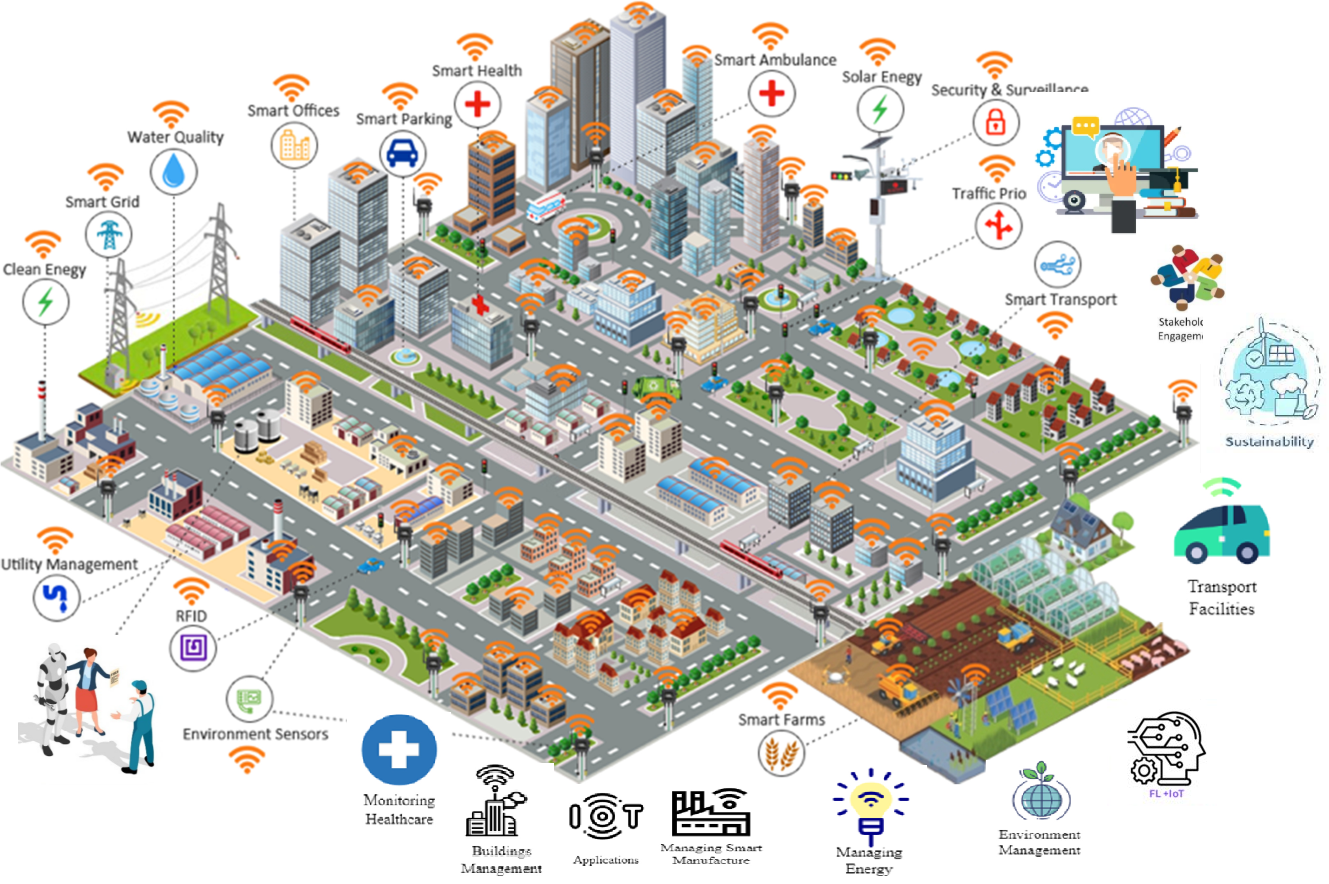 Smart Ambulance
Smart Health
Solar Enegy
Security & Surveillance
Smart Offices
Smart Parking
Water Quality
Traffic Prio
Smart Grid
Clean Enegy
Smart Transport
Stakehold
Engagem
Sustainability
Utility Management
RFID
Transport
Facilities
Environment Sensors
Smart Farms
Monitoring
Healthcare
IOT
Applications
Buildings
Management
Managing Smart
Manufacture
Managing
Energy
Environment
Management
FL +IoT